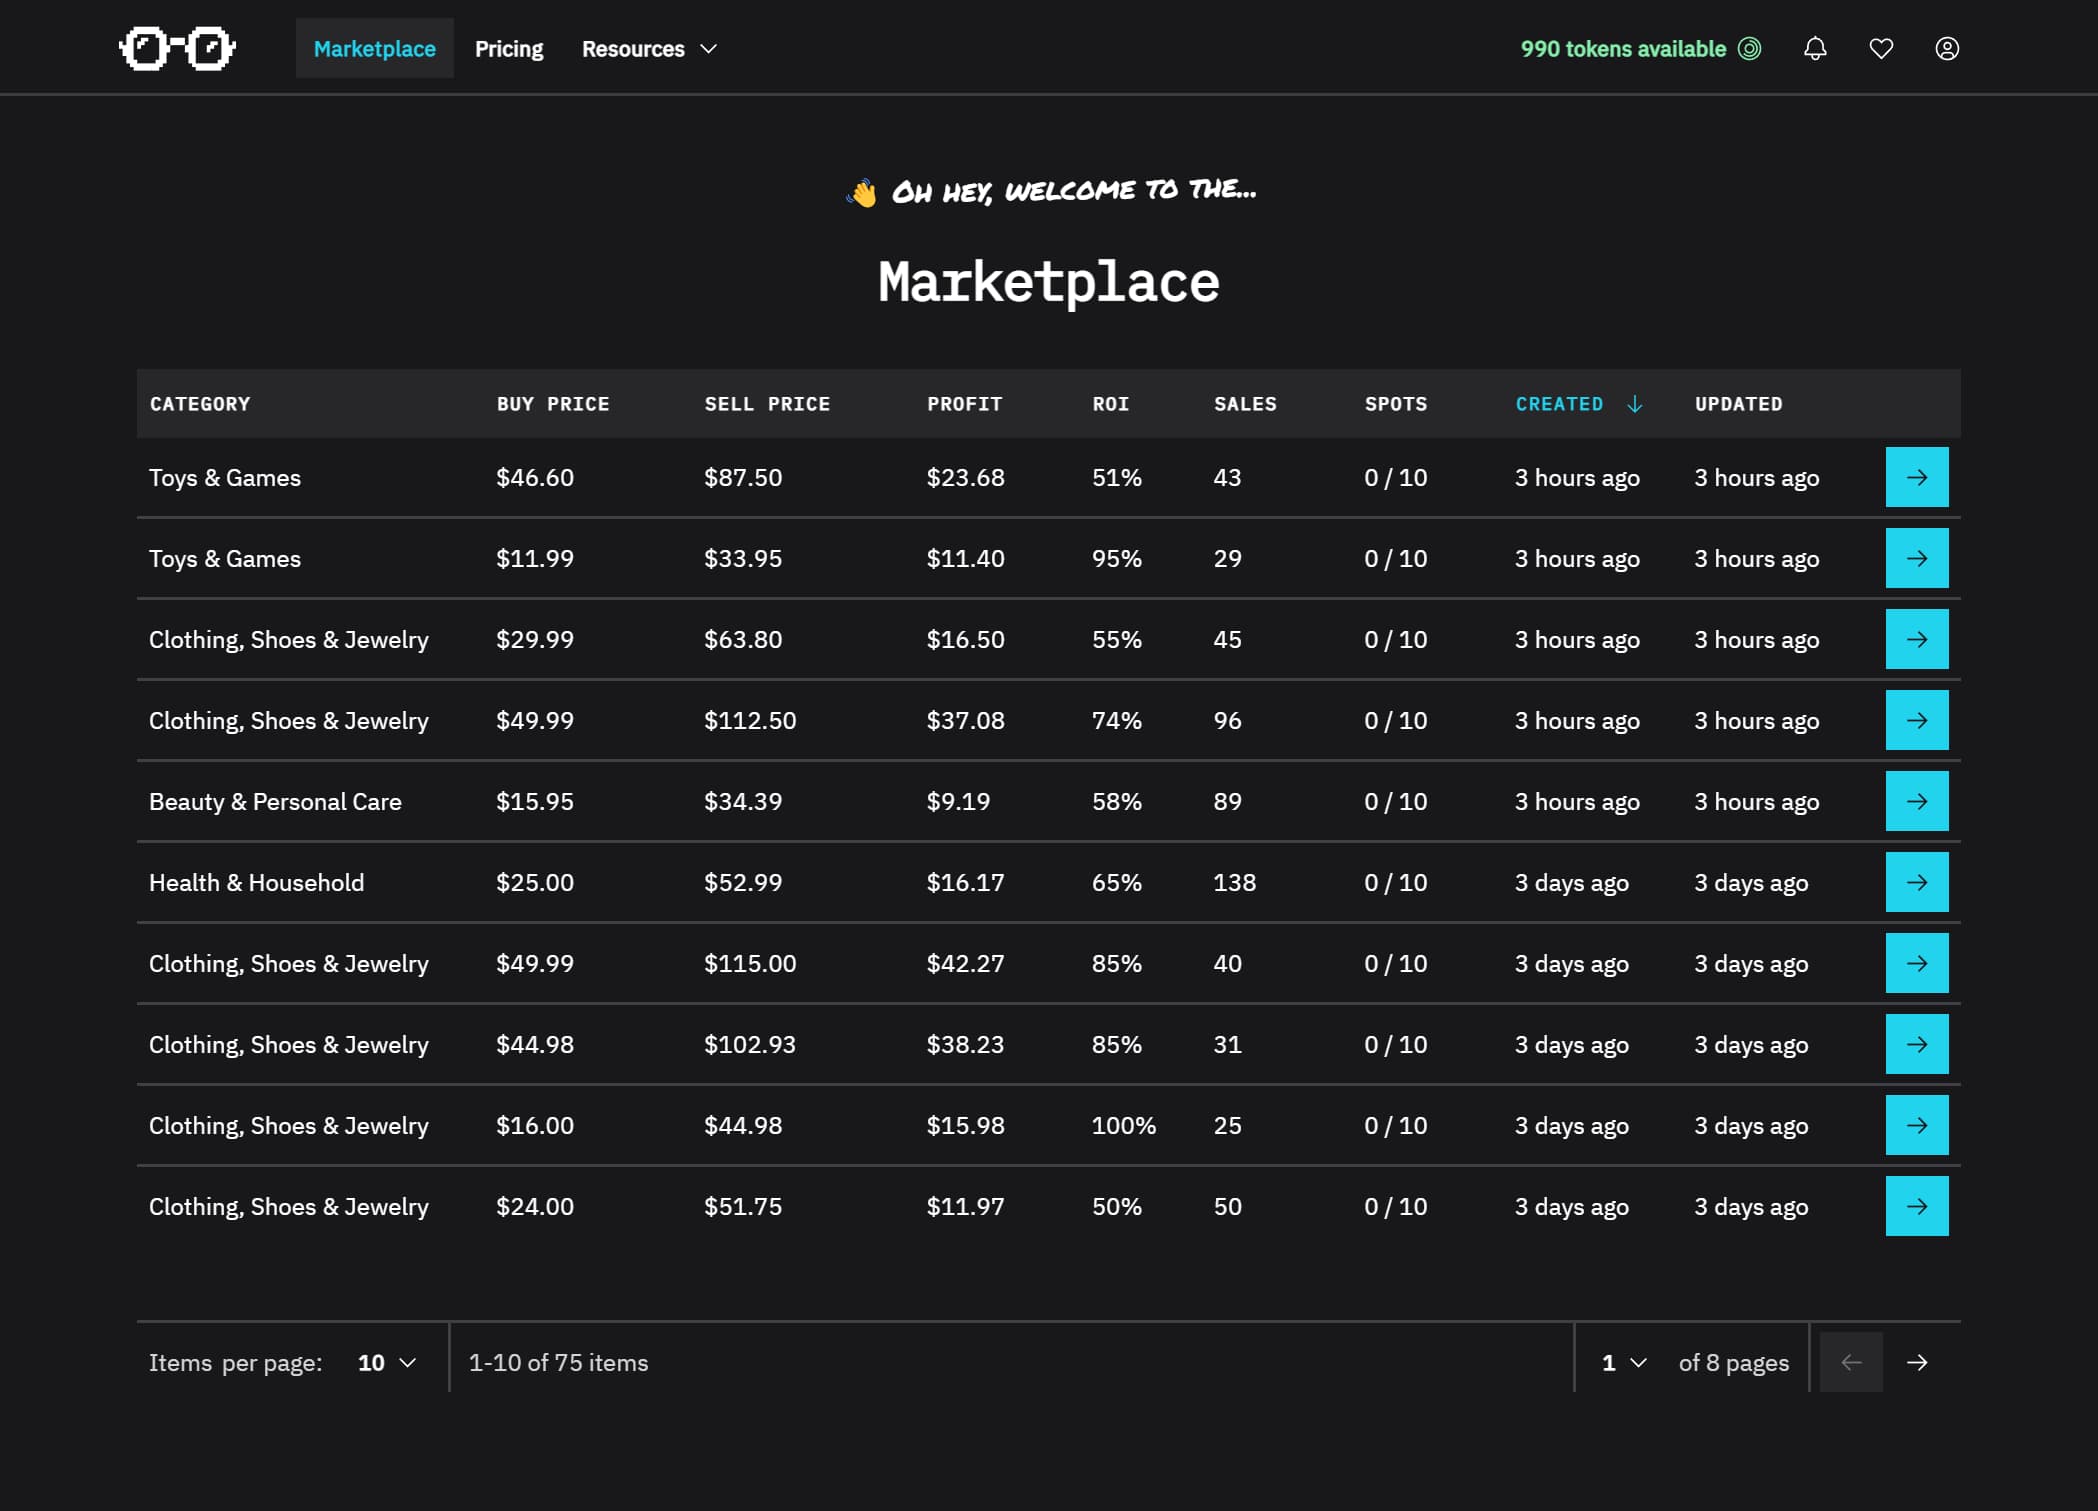 Marketplace Pricing Resources 990 tokens available
👋 Oh hey, welcome to the...
Marketplace
CATEGORY BUY PRICE SELL PRICE PROFIT ROI SALES SPOTS CREATED ↓ UPDATED
Toys & Games $46.60 $87.50 $23.68 51% 43 0 / 10 3 hours ago 3 hours ago →
Toys & Games $11.99 $33.95 $11.40 95% 29 0 / 10 3 hours ago 3 hours ago →
Clothing, Shoes & Jewelry $29.99 $63.80 $16.50 55% 45 0 / 10 3 hours ago 3 hours ago →
Clothing, Shoes & Jewelry $49.99 $112.50 $37.08 74% 96 0 / 10 3 hours ago 3 hours ago →
Beauty & Personal Care $15.95 $34.39 $9.19 58% 89 0 / 10 3 hours ago 3 hours ago →
Health & Household $25.00 $52.99 $16.17 65% 138 0 / 10 3 days ago 3 days ago →
Clothing, Shoes & Jewelry $49.99 $115.00 $42.27 85% 40 0 / 10 3 days ago 3 days ago →
Clothing, Shoes & Jewelry $44.98 $102.93 $38.23 85% 31 0 / 10 3 days ago 3 days ago →
Clothing, Shoes & Jewelry $16.00 $44.98 $15.98 100% 25 0 / 10 3 days ago 3 days ago →
Clothing, Shoes & Jewelry $24.00 $51.75 $11.97 50% 50 0 / 10 3 days ago 3 days ago →
Items per page: 10 1-10 of 75 items 1 of 8 pages ← →